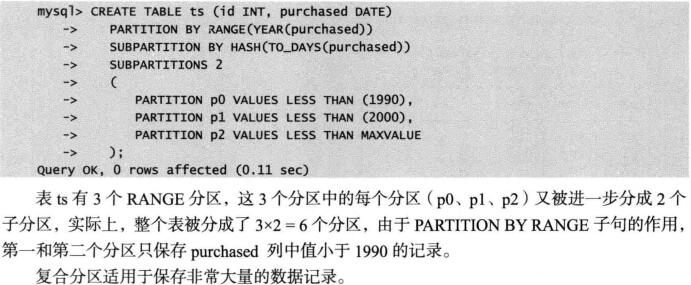 mysql> CREATE TABLE ts (id INT, purchased DATE)
-> PARTITION BY RANGE(YEAR(purchased))
-> SUBPARTITION BY HASH(TO_DAYS(purchased))
-> SUBPARTITIONS 2
-> (
-> PARTITION p0 VALUES LESS THAN (1990),
-> PARTITION p1 VALUES LESS THAN (2000),
-> PARTITION p2 VALUES LESS THAN MAXVALUE
-> );
Query OK, 0 rows affected (0.11 sec)
表 ts 有 3 个 RANGE 分区，这 3 个分区中的每个分区（p0、p1、p2）又被进一步分成 2 个
子分区，实际上，整个表被分成了 3×2 = 6 个分区，由于 PARTITION BY RANGE 子句的作用，
第一和第二个分区只保存 purchased 列中值小于 1990 的记录。
复合分区适用于保存非常大量的数据记录。